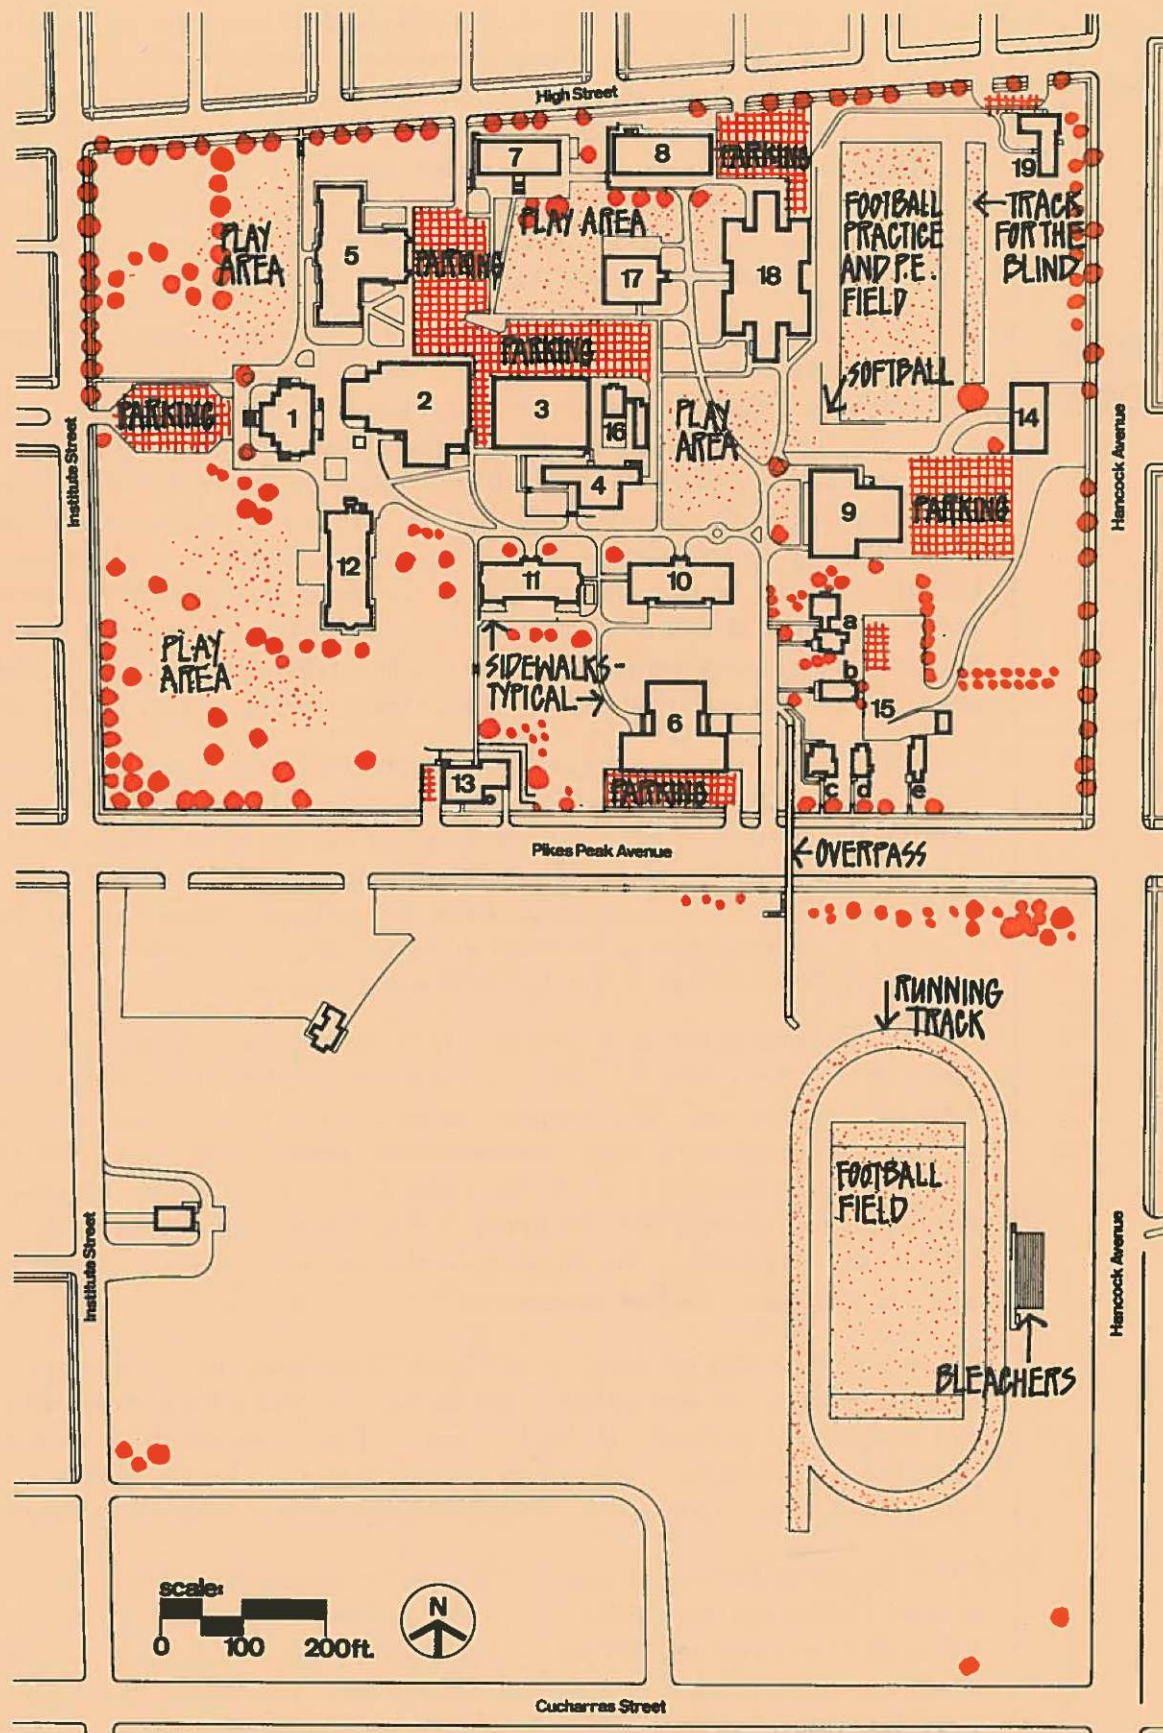 High Street
7
8
PARKING
19
PLAY
AREA
5
PARKING
PLAY AREA
17
18
FOOTBALL
PRACTICE
AND P.E.
FIELD
TRACK
FOR THE
BLIND
PARKING
SOFTBALL
PARKING
1
2
3
16
PLAY
AREA
14
Institute Street
Hancock Avenue
4
9
PARKING
12
11
10
a
b
15
PLAY
AREA
SIDEWALKS-
TYPICAL
6
13
PARKING
c
d
e
Pikes Peak Avenue
OVERPASS
RUNNING
TRACK
FOOTBALL
FIELD
Institute Street
Hancock Avenue
BLEACHERS
scale:
0 100 200ft.
N
Cucharras Street